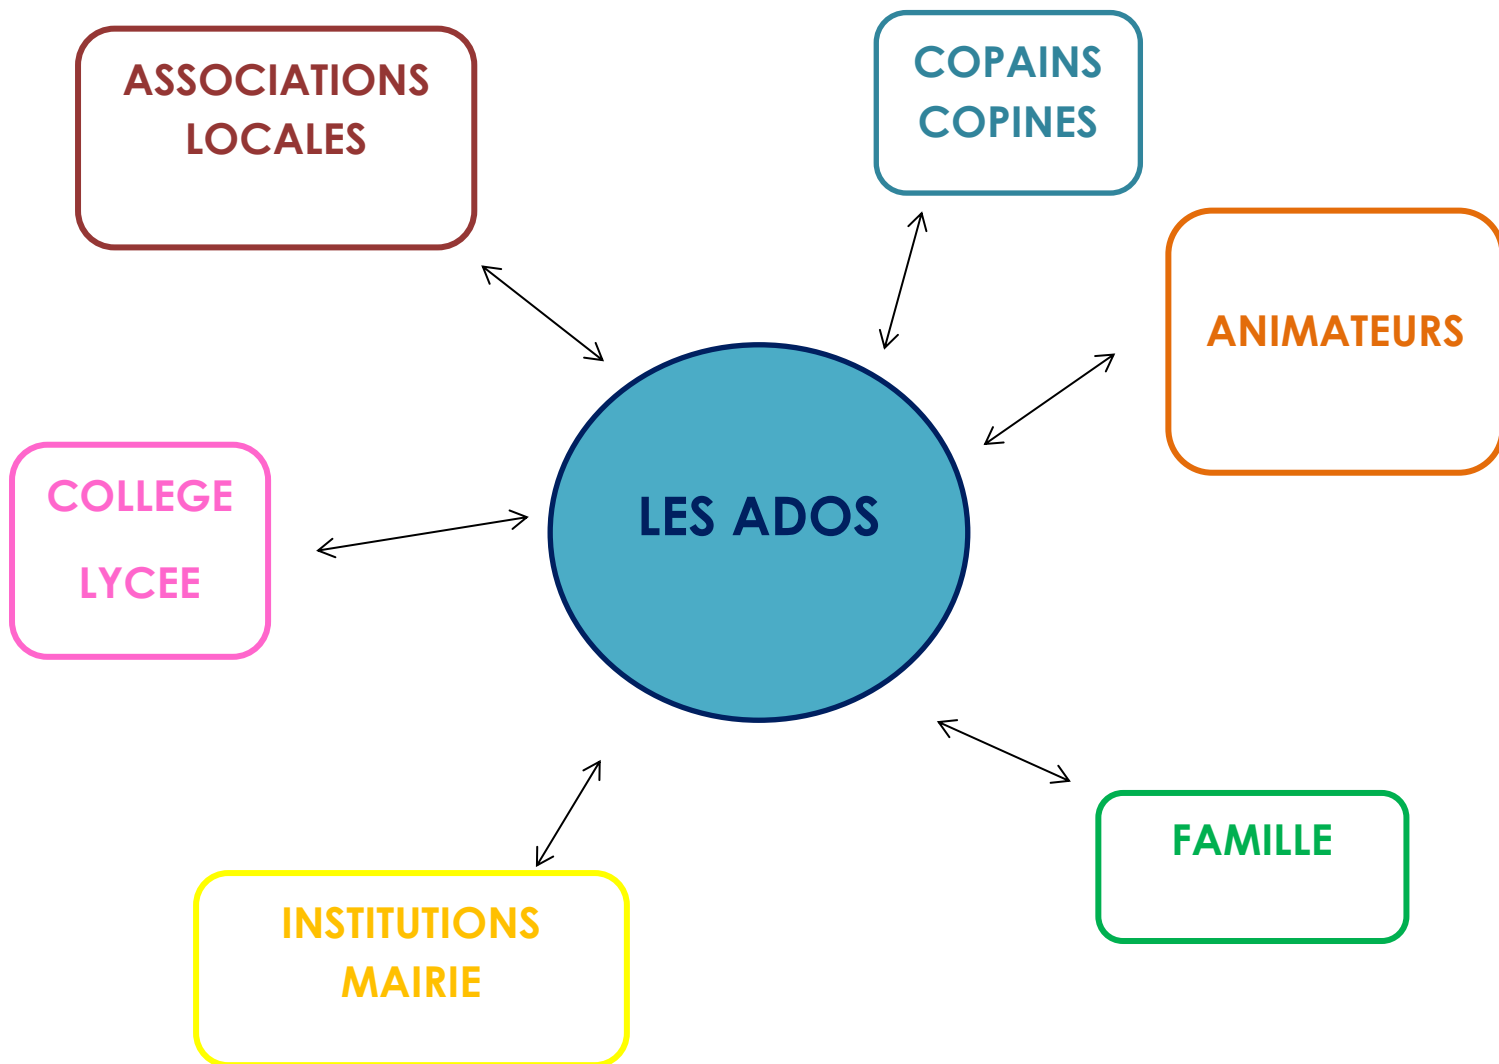 ASSOCIATIONS
LOCALES
COPAINS
COPINES
ANIMATEURS
COLLEGE
LYCEE
LES ADOS
FAMILLE
INSTITUTIONS
MAIRIE